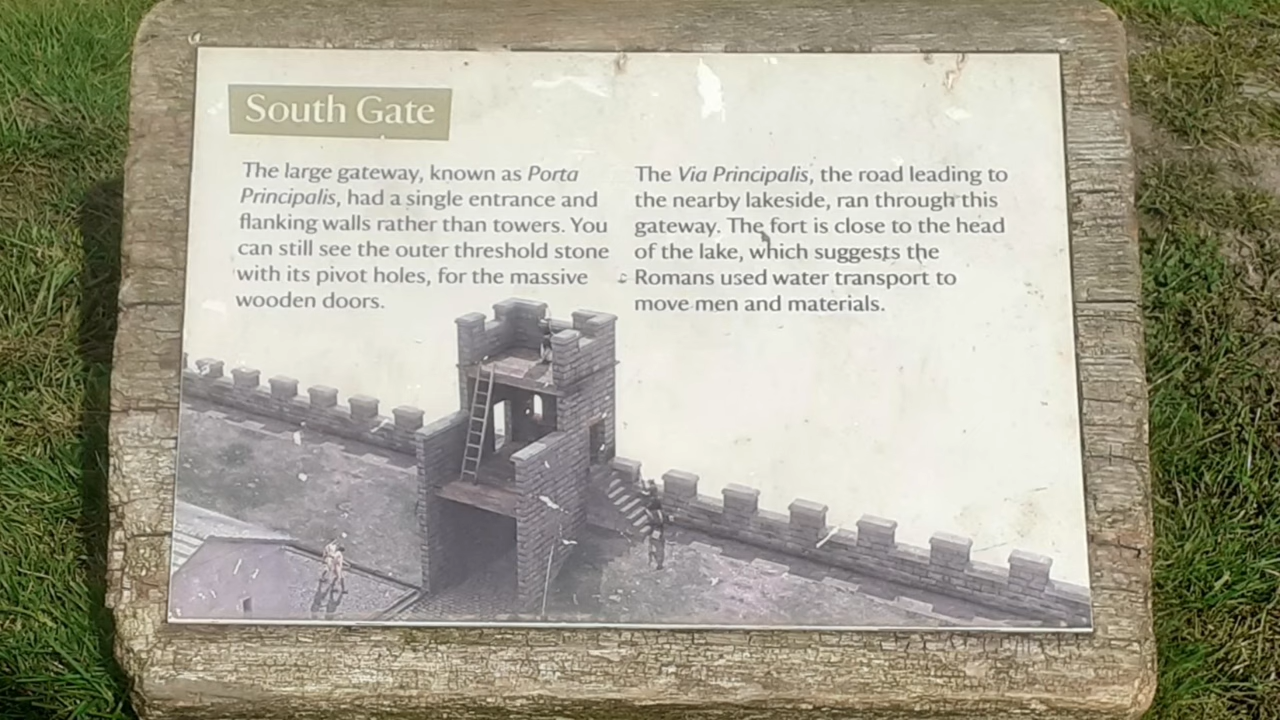 South Gate
The large gateway, known as Porta
Principalis, had a single entrance and
flanking walls rather than towers. You
can still see the outer threshold stone
with its pivot holes, for the massive
wooden doors.
The Via Principalis, the road leading to
the nearby lakeside, ran through this
gateway. The fort is close to the head
of the lake, which suggests the
Romans used water transport to
move men and materials.